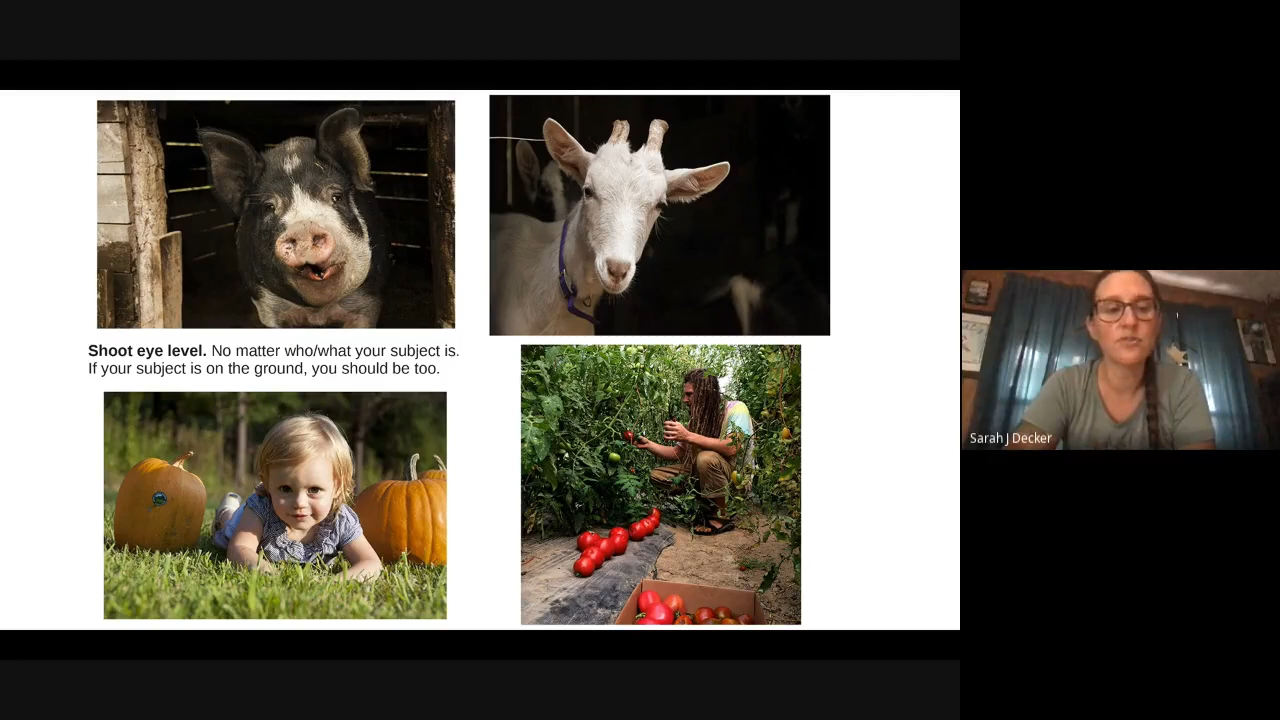 Shoot eye level. No matter who/what your subject is.
If your subject is on the ground, you should be too.
Sarah J Decker